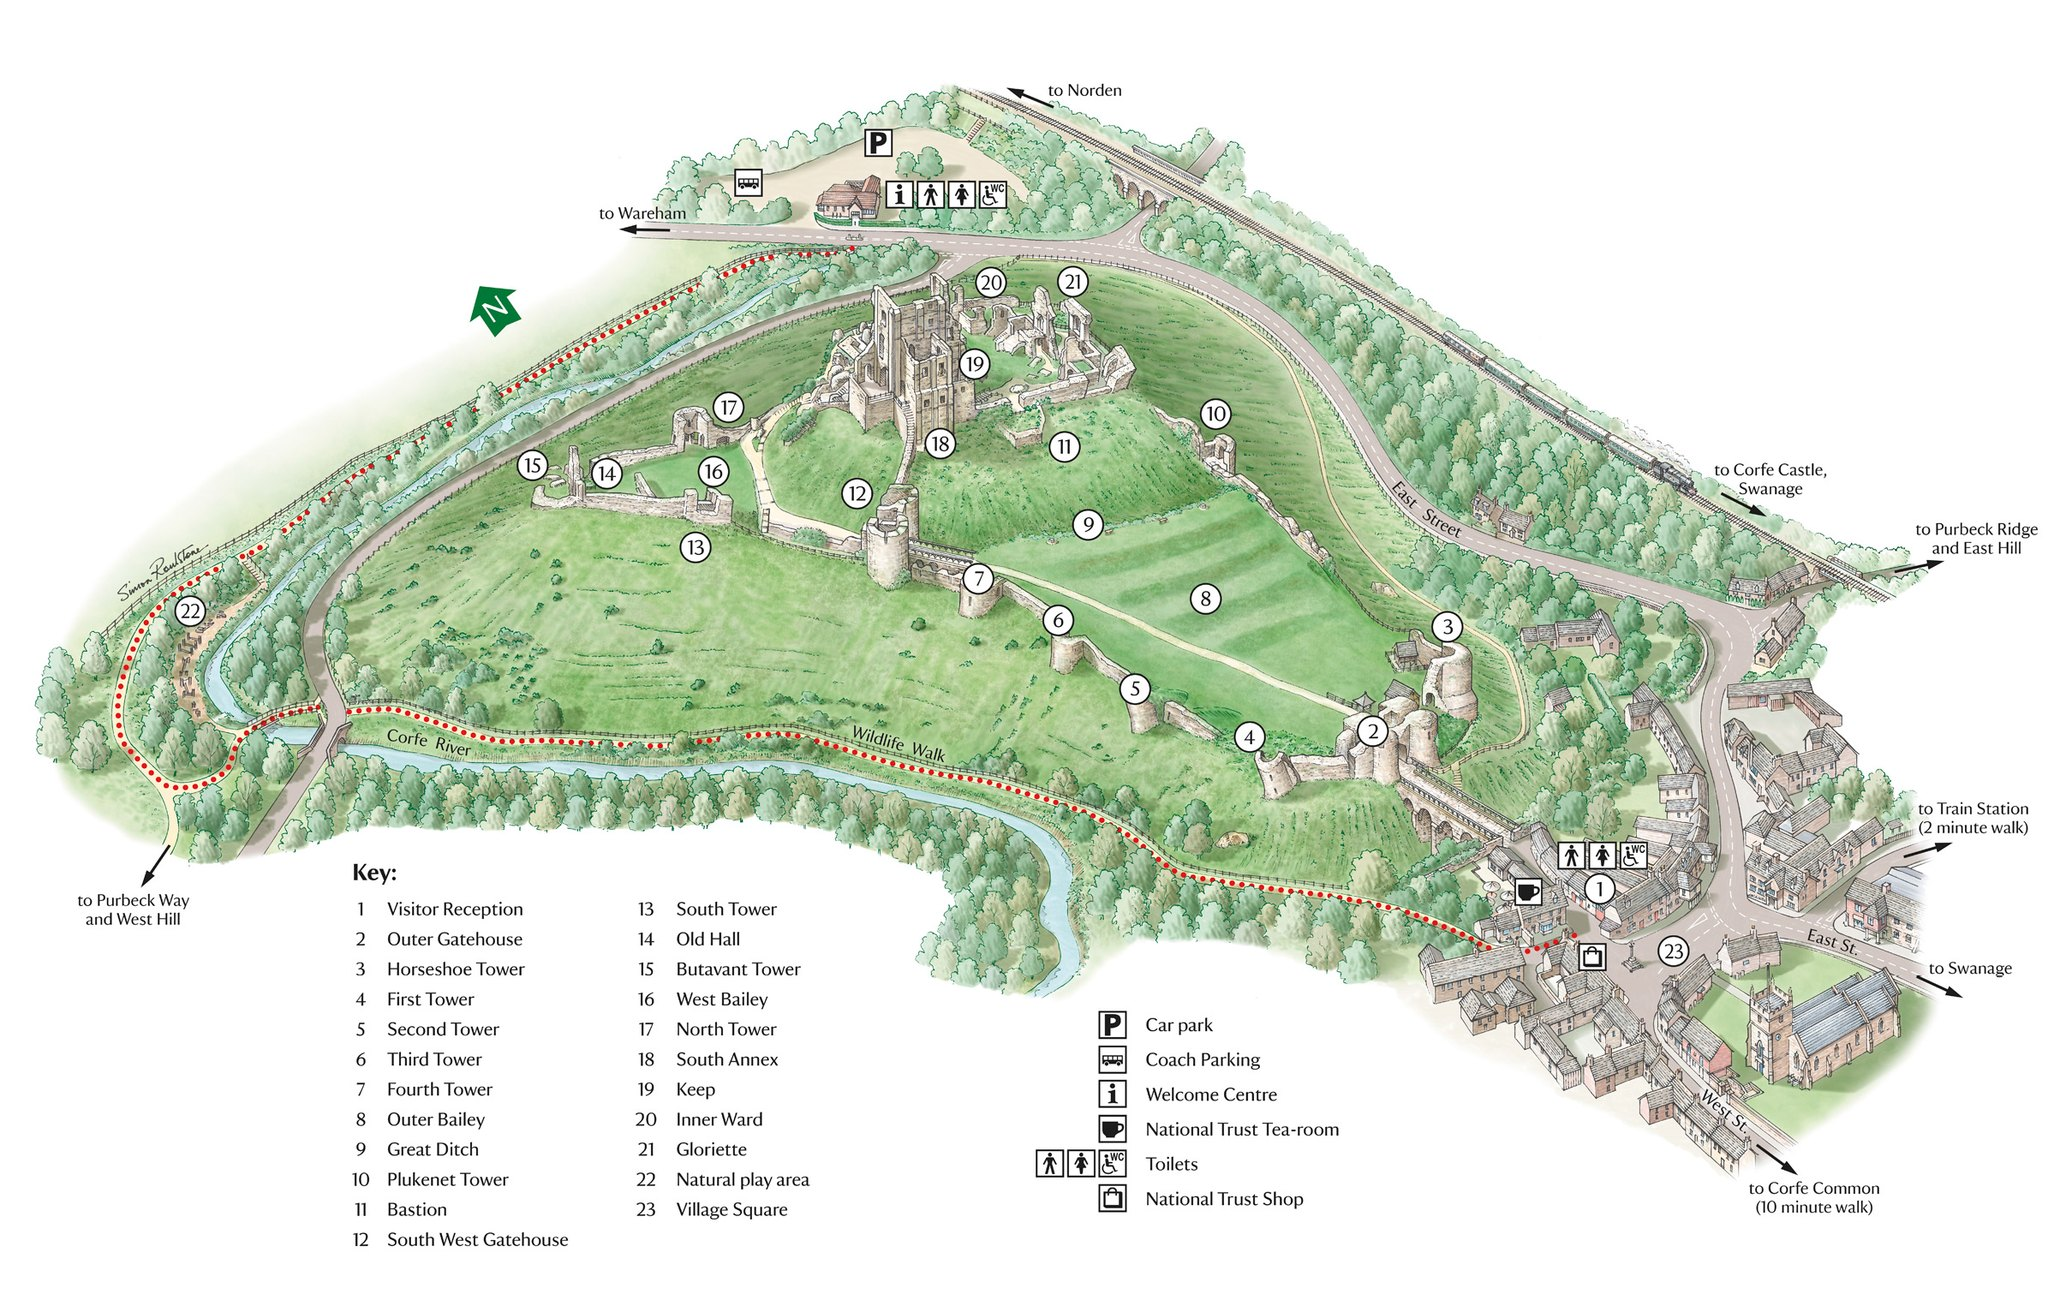 to Norden
P
i
WC
to Wareham
N
20
21
19
17
10
18
11
15
14
16
12
to Corfe Castle,
Swanage
East Street
9
13
to Purbeck Ridge
and East Hill
Simon Roulstone
7
8
22
6
3
5
2
4
Corfe River
Wildlife Walk
to Train Station
(2 minute walk)
WC
1
to Purbeck Way
and West Hill
23
East St.
to Swanage
West St.
to Corfe Common
(10 minute walk)
Key:
1 Visitor Reception
2 Outer Gatehouse
3 Horseshoe Tower
4 First Tower
5 Second Tower
6 Third Tower
7 Fourth Tower
8 Outer Bailey
9 Great Ditch
10 Plukenet Tower
11 Bastion
12 South West Gatehouse
13 South Tower
14 Old Hall
15 Butavant Tower
16 West Bailey
17 North Tower
18 South Annex
19 Keep
20 Inner Ward
21 Gloriette
22 Natural play area
23 Village Square
P Car park
Coach Parking
i Welcome Centre
National Trust Tea-room
WC Toilets
National Trust Shop